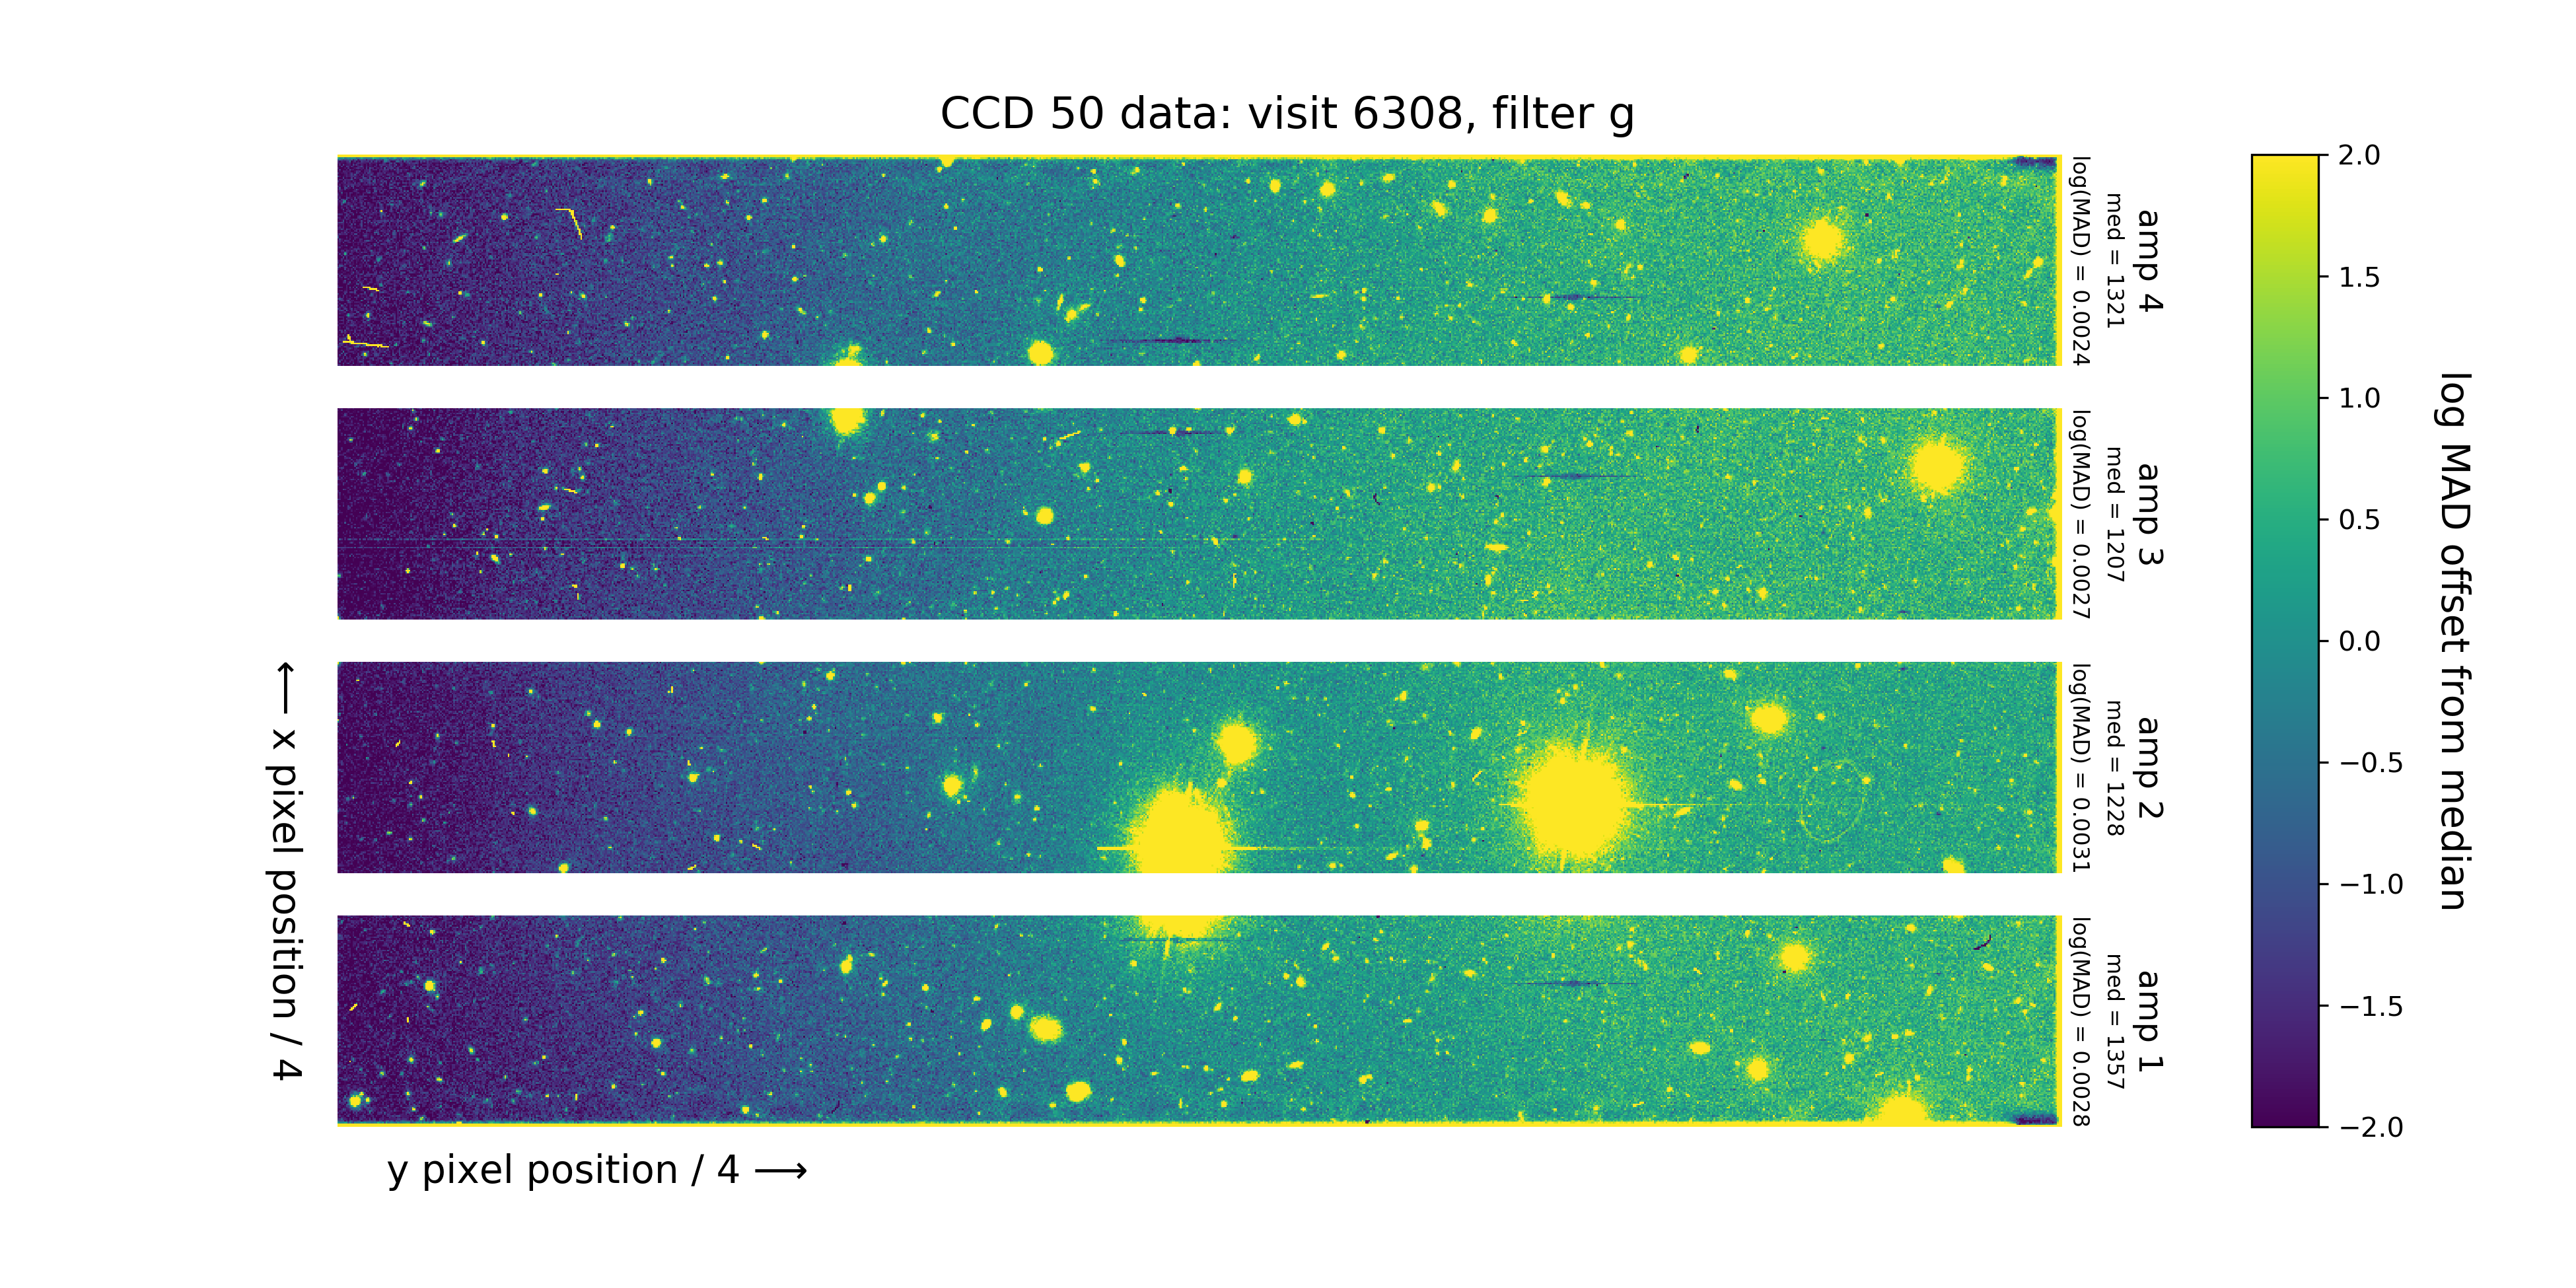 CCD 50 data: visit 6308, filter g
amp 4
med = 1321
log(MAD) = 0.0024
amp 3
med = 1207
log(MAD) = 0.0027
amp 2
med = 1228
log(MAD) = 0.0031
amp 1
med = 1357
log(MAD) = 0.0028
⟵ x pixel position / 4
y pixel position / 4 ⟶
2.0
1.5
1.0
0.5
0.0
−0.5
−1.0
−1.5
−2.0
log MAD offset from median